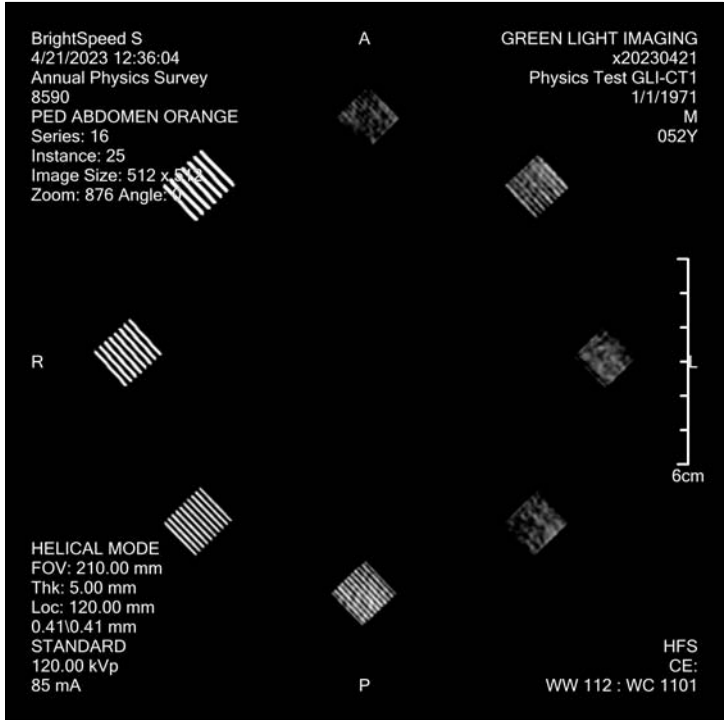 BrightSpeed S
4/21/2023 12:36:04
Annual Physics Survey
8590
PED ABDOMEN ORANGE
Series: 16
Instance: 25
Image Size: 512 x 512
Zoom: 876 Angle: 0
A
GREEN LIGHT IMAGING
x20230421
Physics Test GLI-CT1
1/1/1971
M
052Y
R
L
6cm
HELICAL MODE
FOV: 210.00 mm
Thk: 5.00 mm
Loc: 120.00 mm
0.41\0.41 mm
STANDARD
120.00 kVp
85 mA
P
HFS
CE:
WW 112 : WC 1101